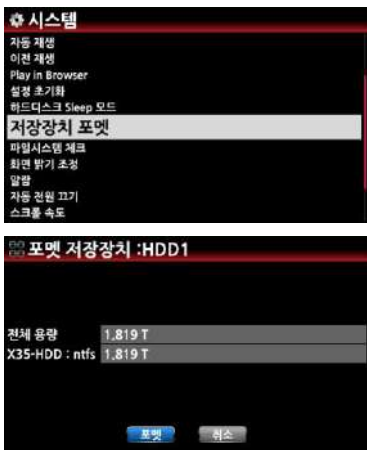 시스템
자동 재생
이전 재생
Play in Browser
설정 초기화
하드디스크 Sleep 모드
저장장치 포멧
파일시스템 체크
화면 밝기 조정
알람
자동 전원 끄기
스크롤 속도
포멧 저장장치 :HDD1
전체 용량 1,819 T
X35-HDD : ntfs 1,819 T
포멧 취소